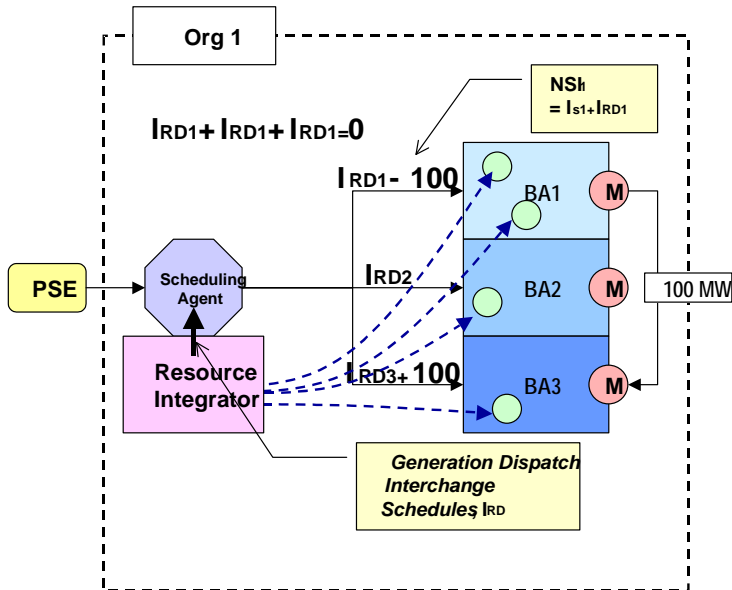 Org 1
NSI1
= Is1+IRD1
IRD1+ IRD1+ IRD1=0
IRD1- 100
BA1
M
Scheduling
Agent
PSE
IRD2
BA2
M
100 MW
Resource
Integrator
IRD3+ 100
BA3
M
Generation Dispatch
Interchange
Schedules, IRD